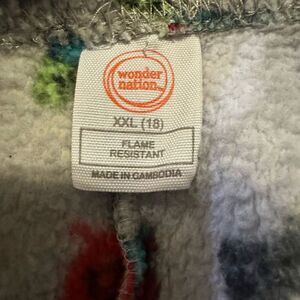 wonder
nation
XXL (18)
FLAME
RESISTANT
MADE IN CAMBODIA